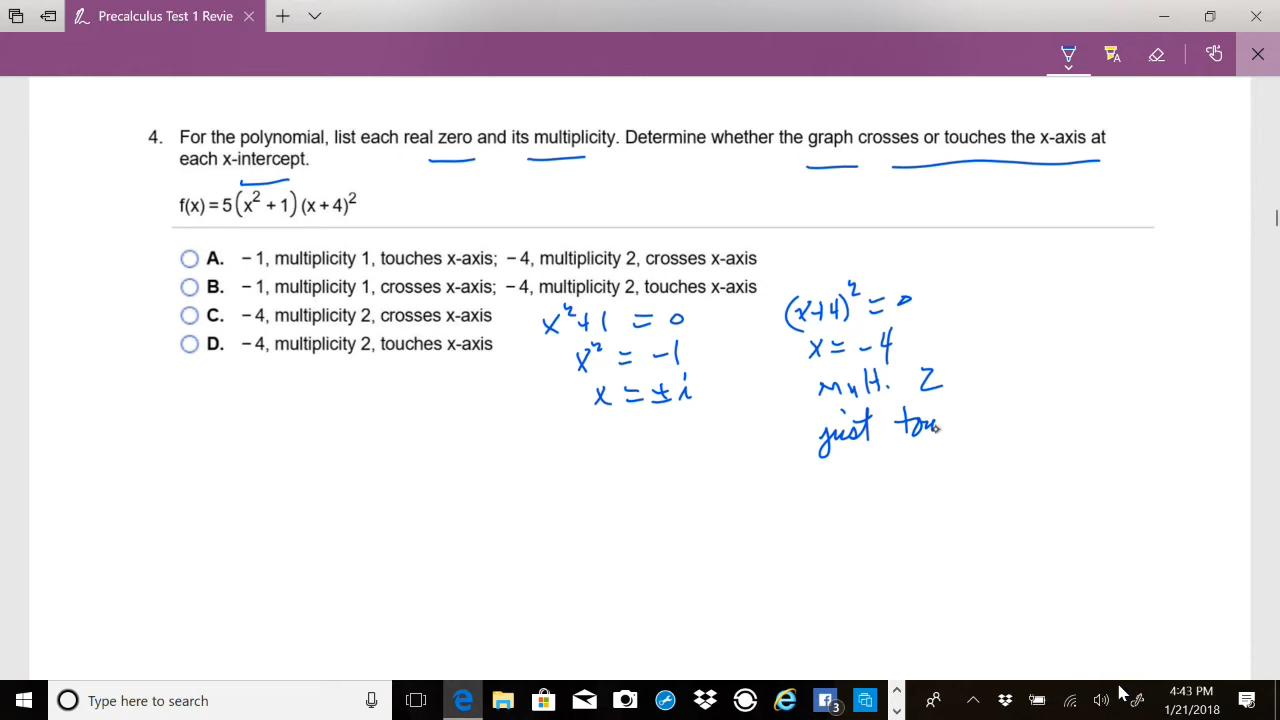 Precalculus Test 1 Revie
4. For the polynomial, list each real zero and its multiplicity. Determine whether the graph crosses or touches the x-axis at
each x-intercept.
f(x) = 5(x² + 1)(x + 4)²
A. − 1, multiplicity 1, touches x-axis; − 4, multiplicity 2, crosses x-axis
B. − 1, multiplicity 1, crosses x-axis; − 4, multiplicity 2, touches x-axis
C. − 4, multiplicity 2, crosses x-axis
D. − 4, multiplicity 2, touches x-axis
x² + 1 = 0
x² = −1
x = ± i
(x+4)² = 0
x = −4
mult. 2
just tou
Type here to search
3
4:43 PM
1/21/2018